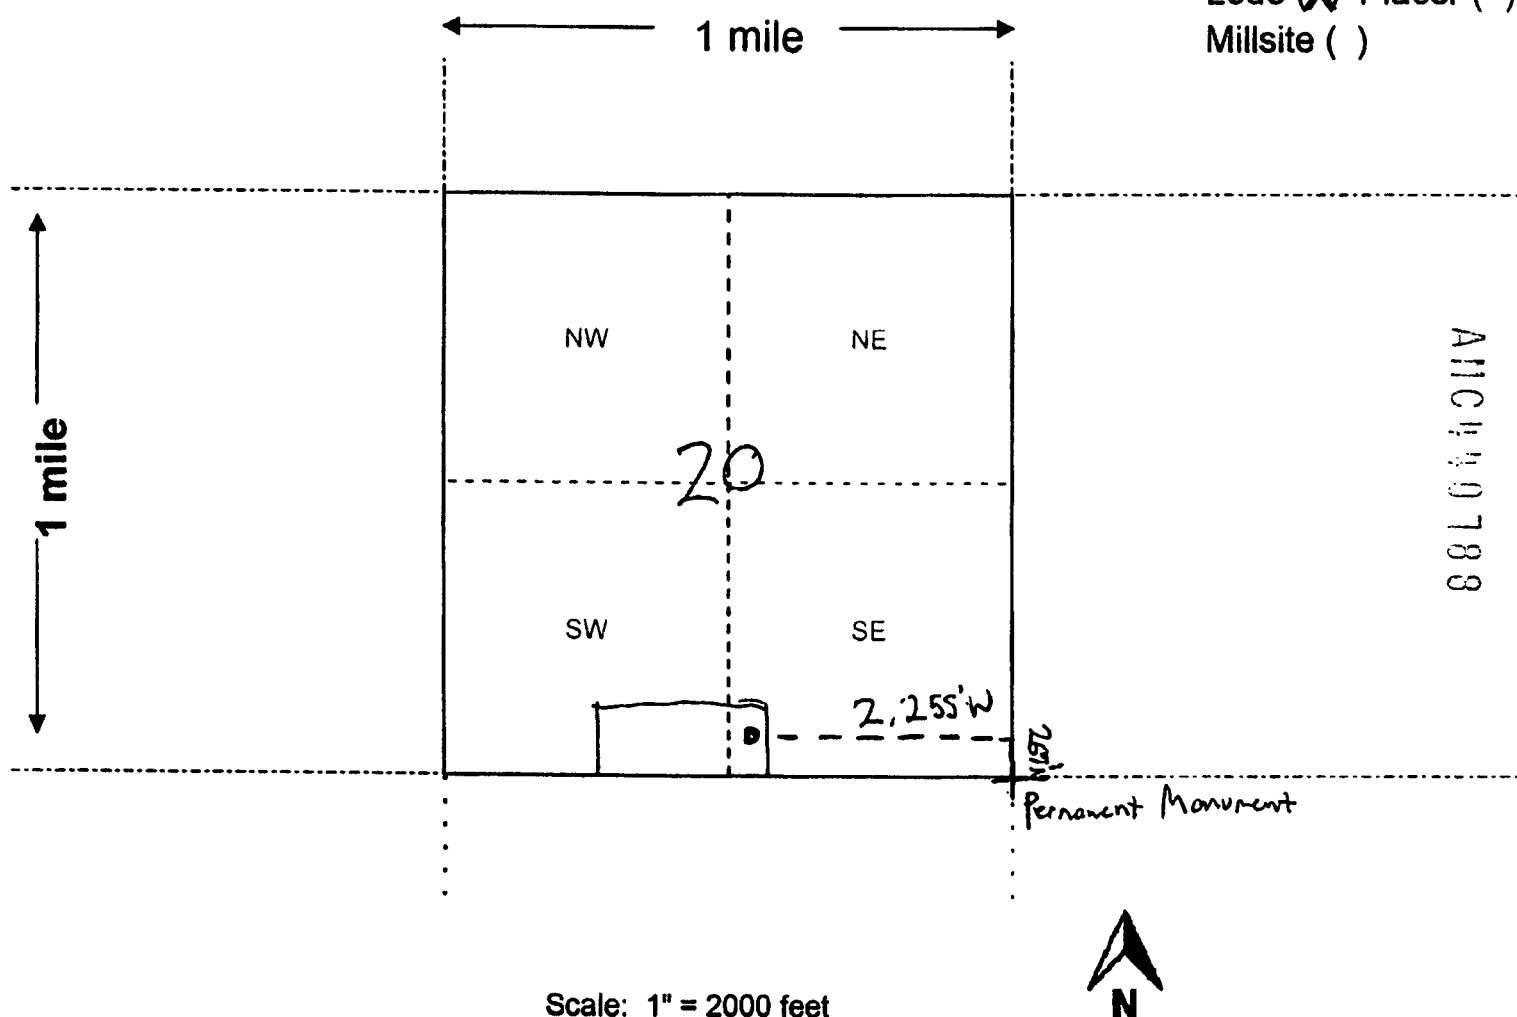 Lode (X) Placer ( )
Millsite ( )
1 mile
1 mile
NW
NE
20
SW
SE
2,255'W
Permanent Monument
Scale: 1" = 2000 feet
N